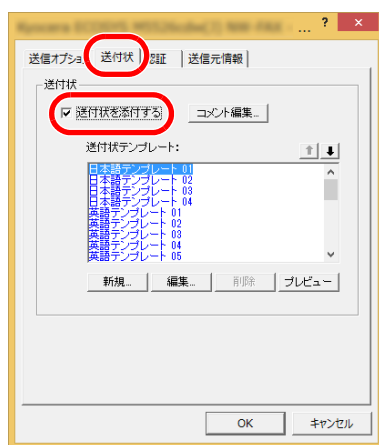 ... ? ×
送信オプショ 送付状 認証 送信元情報
送付状
送付状を添付する コメント編集...
送付状テンプレート:
日本語テンプレート 01
日本語テンプレート 02
日本語テンプレート 03
日本語テンプレート 04
英語テンプレート 01
英語テンプレート 02
英語テンプレート 03
英語テンプレート 04
英語テンプレート 05
新規... 編集... 削除 プレビュー
OK キャンセル